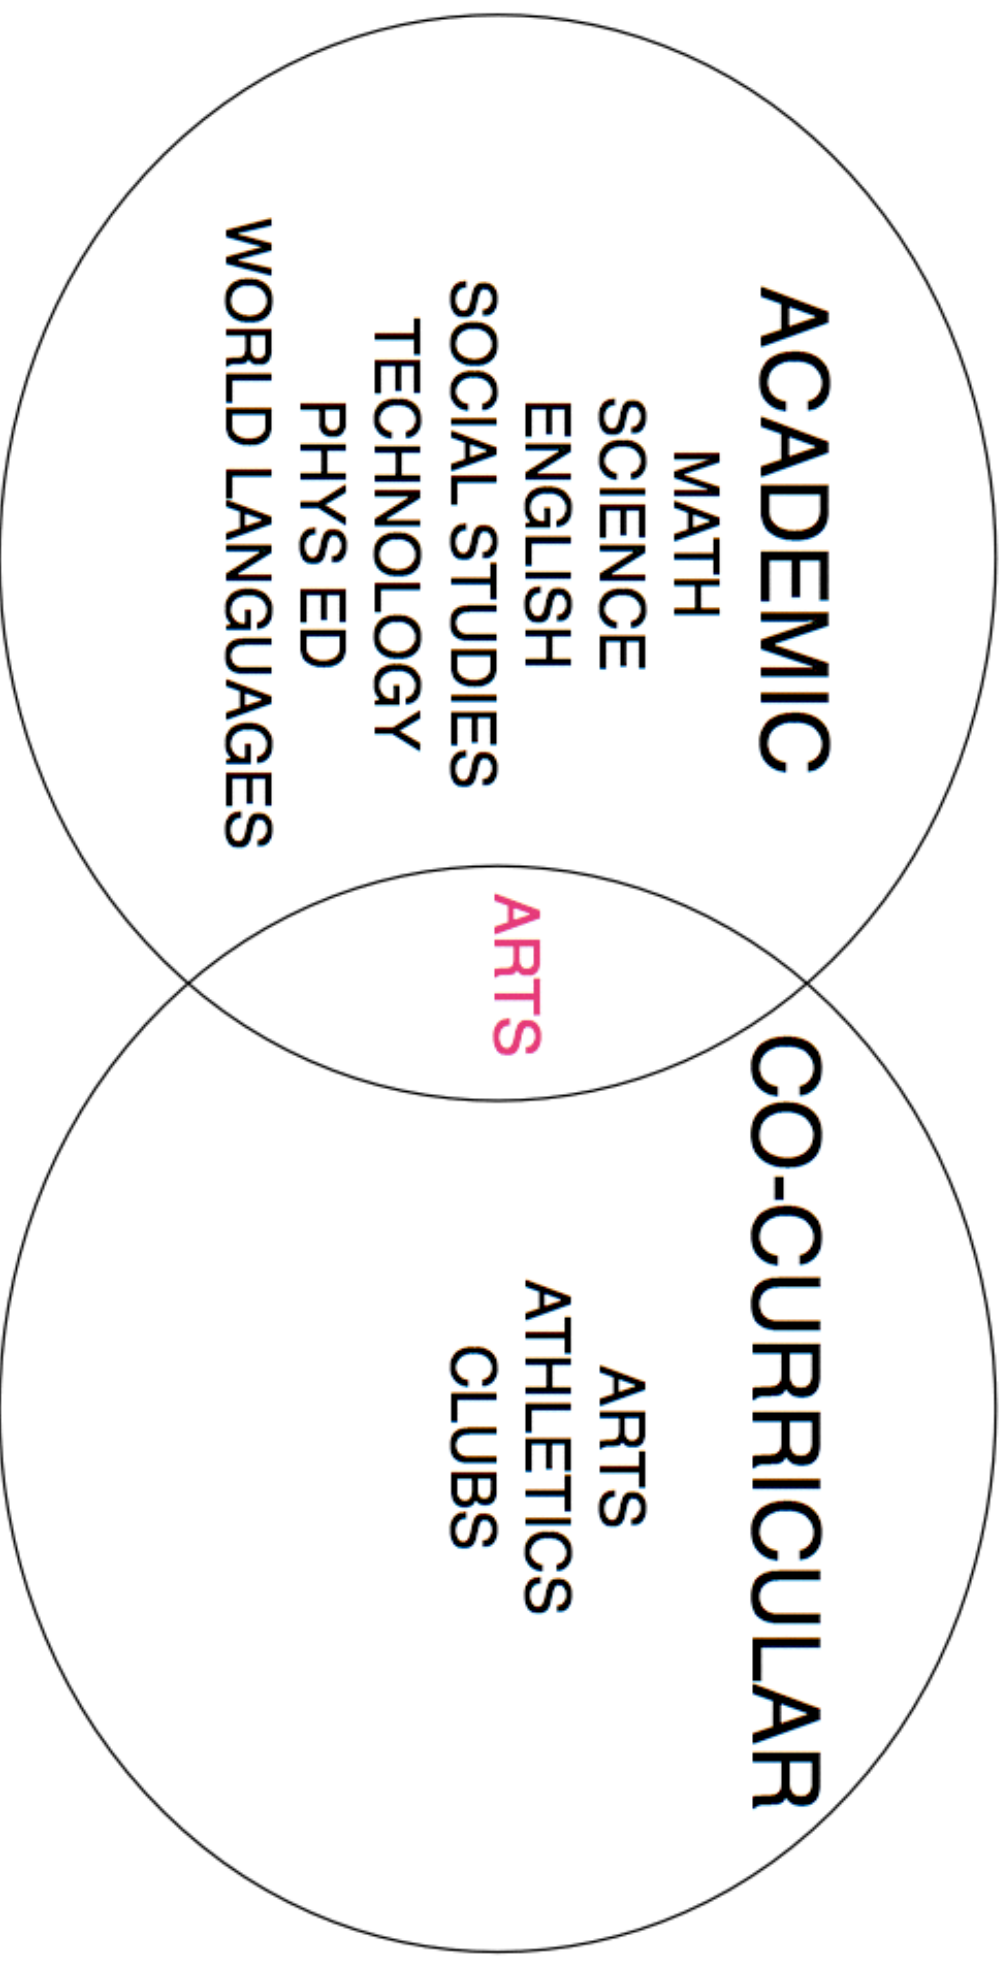 ACADEMIC
MATH
SCIENCE
ENGLISH
SOCIAL STUDIES
TECHNOLOGY
PHYS ED
WORLD LANGUAGES
ARTS
CO-CURRICULAR
ARTS
ATHLETICS
CLUBS